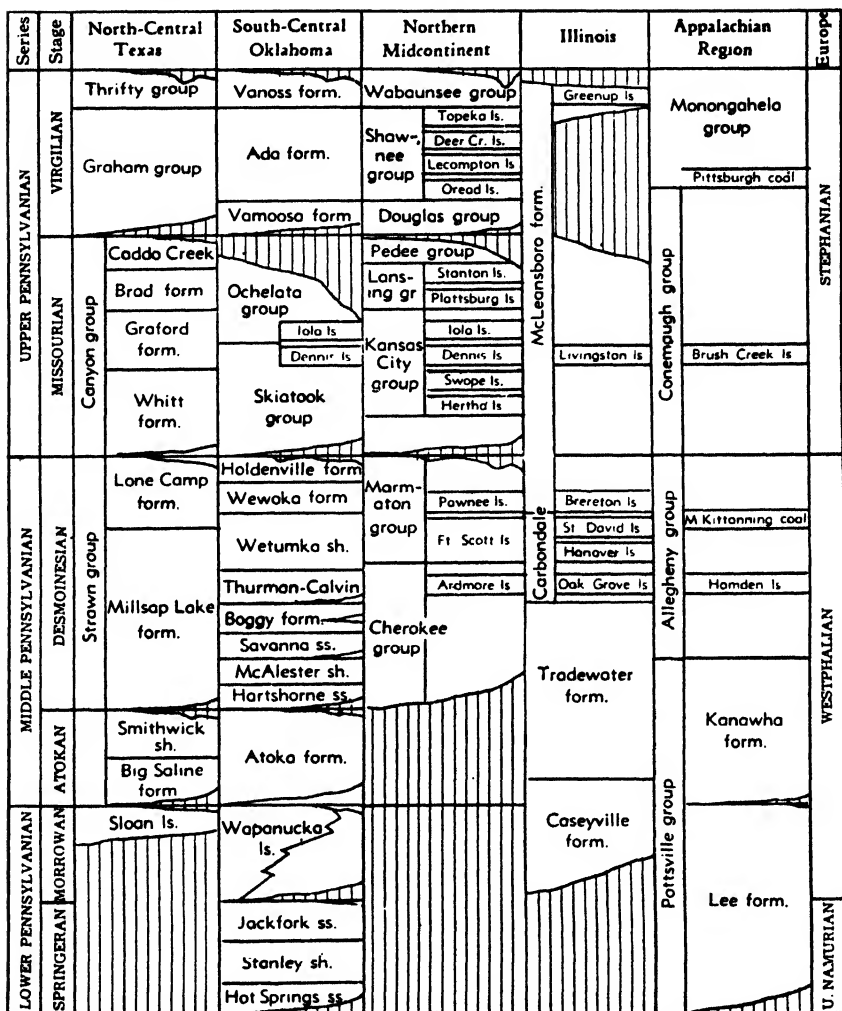 Series
Stage
North-Central
Texas
South-Central
Oklahoma
Northern
Midcontinent
Illinois
Appalachian
Region
Europe
UPPER PENNSYLVANIAN
MIDDLE PENNSYLVANIAN
LOWER PENNSYLVANIAN
VIRGILIAN
MISSOURIAN
DESMOINESIAN
ATOKAN
MORROWAN
SPRINGERAN
Thrifty group
Graham group
Canyon group
Caddo Creek
Brad form
Graford
form.
Whitt
form.
Strawn group
Lone Camp
form.
Millsap Lake
form.
Smithwick
sh.
Big Saline
form
Sloan ls.
Vanoss form.
Ada form.
Vamoosa form
Ochelata
group
Iola ls
Dennis ls
Skiatook
group
Holdenville form
Wewoka form
Wetumka sh.
Thurman-Calvin
Boggy form.
Savanna ss.
McAlester sh.
Hartshorne ss.
Atoka form.
Wapanucka
ls.
Jackfork ss.
Stanley sh.
Hot Springs ss
Wabaunsee group
Shaw-
nee
group
Topeka ls.
Deer Cr. ls.
Lecompton ls
Oread ls.
Douglas group
Pedee group
Lans-
ing gr
Stanton ls.
Plattsburg ls
Kansas
City
group
Iola ls.
Dennis ls
Swope ls.
Hertha ls
Marm-
aton
group
Pawnee ls.
Ft Scott ls
Cherokee
group
Ardmore ls
McLeansboro form.
Greenup ls
Livingston ls
Carbondale
Brereton ls
St David ls
Hanover ls
Oak Grove ls
Tradewater
form.
Caseyville
form.
Monongahela
group
Pittsburgh coal
Conemaugh group
Brush Creek ls
Allegheny group
M Kittanning coal
Hamden ls
Pottsville group
Kanawha
form.
Lee form.
STEPHANIAN
WESTPHALIAN
U. NAMURIAN